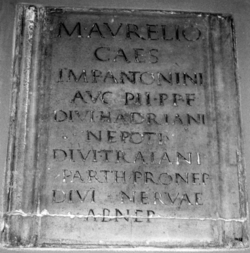 M AVRELIO
CAES
IMP ANTONINI
AVG PII P P F
DIVI HADRIANI
NEPOTI
DIVI TRAIANI
PARTH PRONEP
DIVI NERVAE
ABNEP